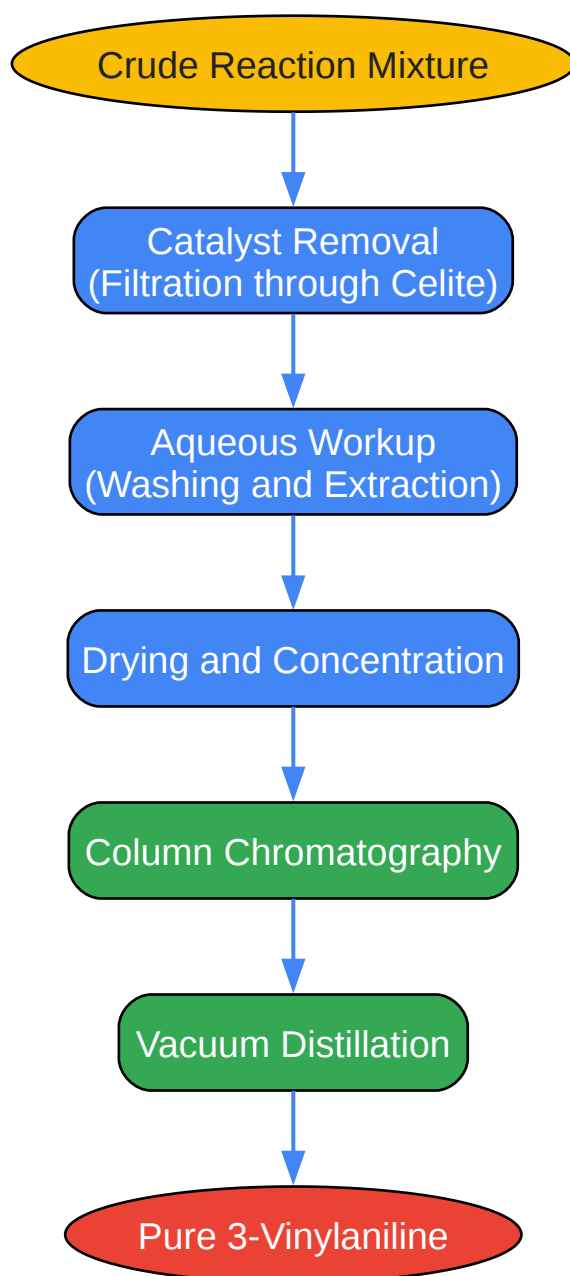 Crude Reaction Mixture
Catalyst Removal
(Filtration through Celite)
Aqueous Workup
(Washing and Extraction)
Drying and Concentration
Column Chromatography
Vacuum Distillation
Pure 3-Vinylaniline